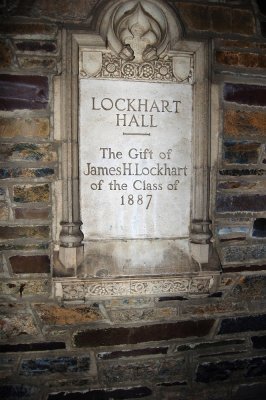 LOCKHART
HALL
The Gift of
James H. Lockhart
of the Class of
1887